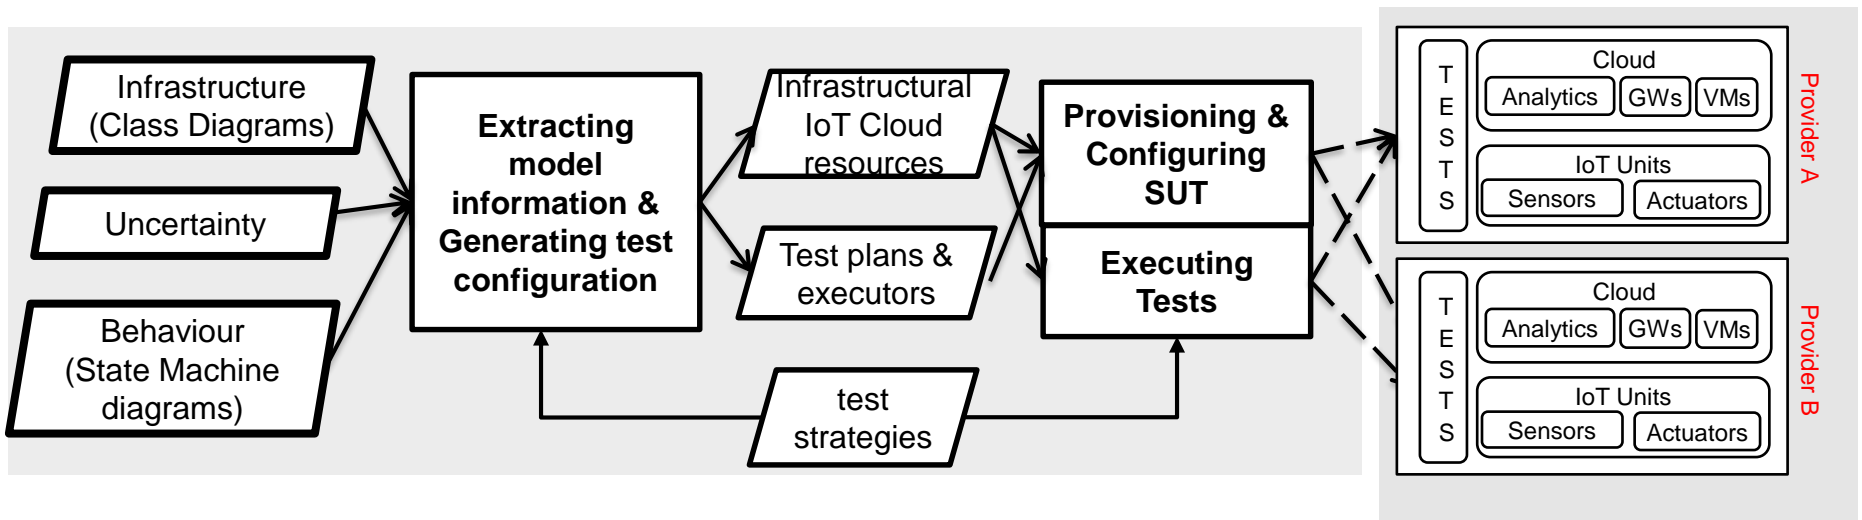 Infrastructure
(Class Diagrams)
Uncertainty
Behaviour
(State Machine
diagrams)
Extracting
model
information &
Generating test
configuration
Infrastructural
IoT Cloud
resources
Test plans &
executors
test
strategies
Provisioning &
Configuring
SUT
Executing
Tests
T
E
S
T
S
Cloud
Analytics
GWs
VMs
IoT Units
Sensors
Actuators
Provider A
T
E
S
T
S
Cloud
Analytics
GWs
VMs
IoT Units
Sensors
Actuators
Provider B